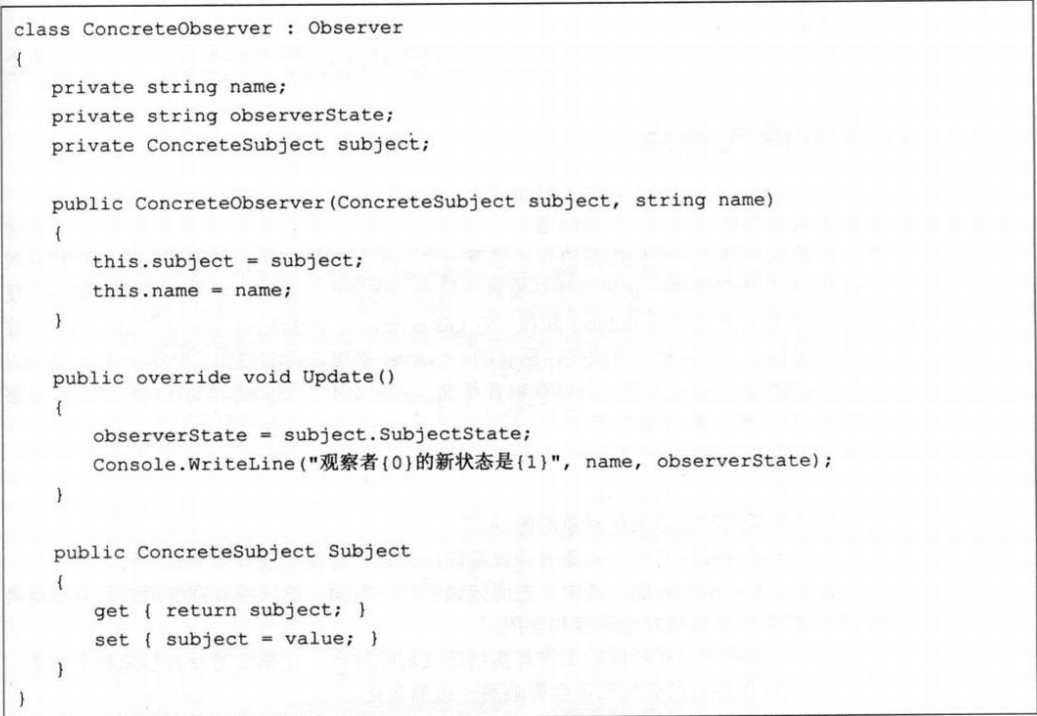 class ConcreteObserver : Observer
{
private string name;
private string observerState;
private ConcreteSubject subject;
public ConcreteObserver(ConcreteSubject subject, string name)
{
this.subject = subject;
this.name = name;
}
public override void Update()
{
observerState = subject.SubjectState;
Console.WriteLine("观察者{0}的新状态是{1}", name, observerState);
}
public ConcreteSubject Subject
{
get { return subject; }
set { subject = value; }
}
}